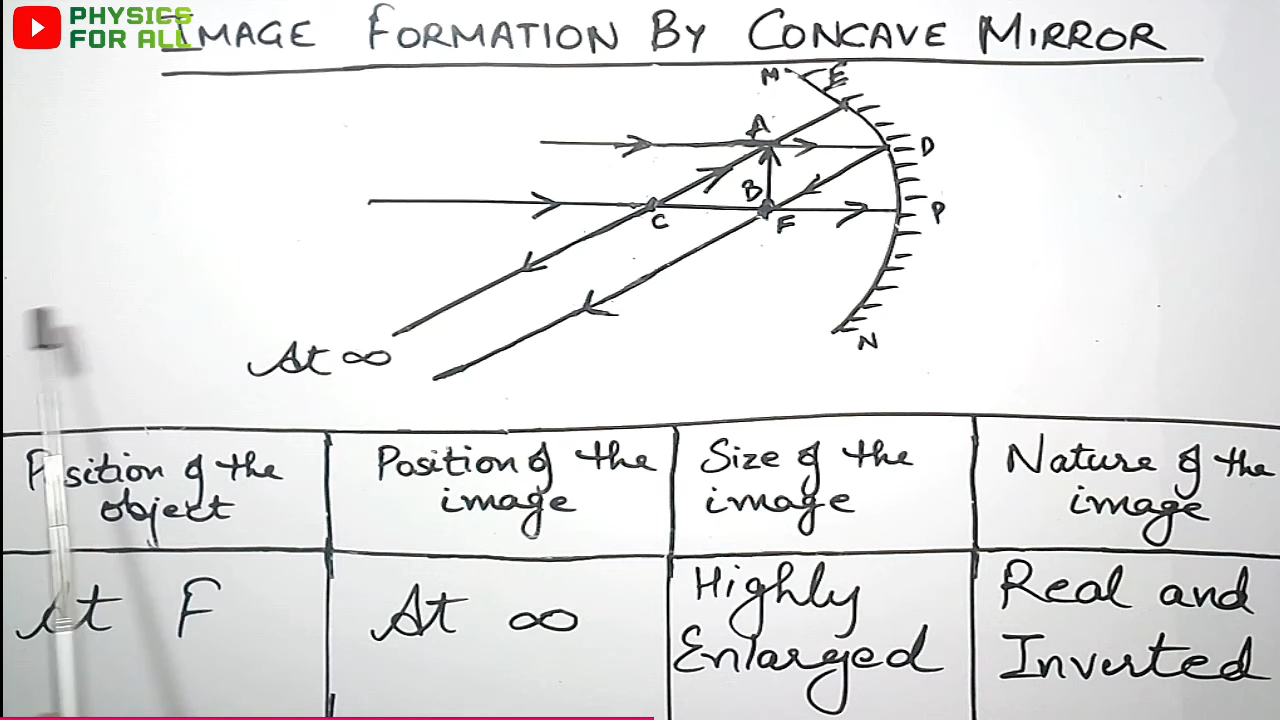 PHYSICS
FOR ALL
IMAGE FORMATION BY CONCAVE MIRROR
M E
A
D
B
C F P
N
At ∞
Position of the
object
Position of the
image
Size of the
image
Nature of the
image
At F
At ∞
Highly
Enlarged
Real and
Inverted